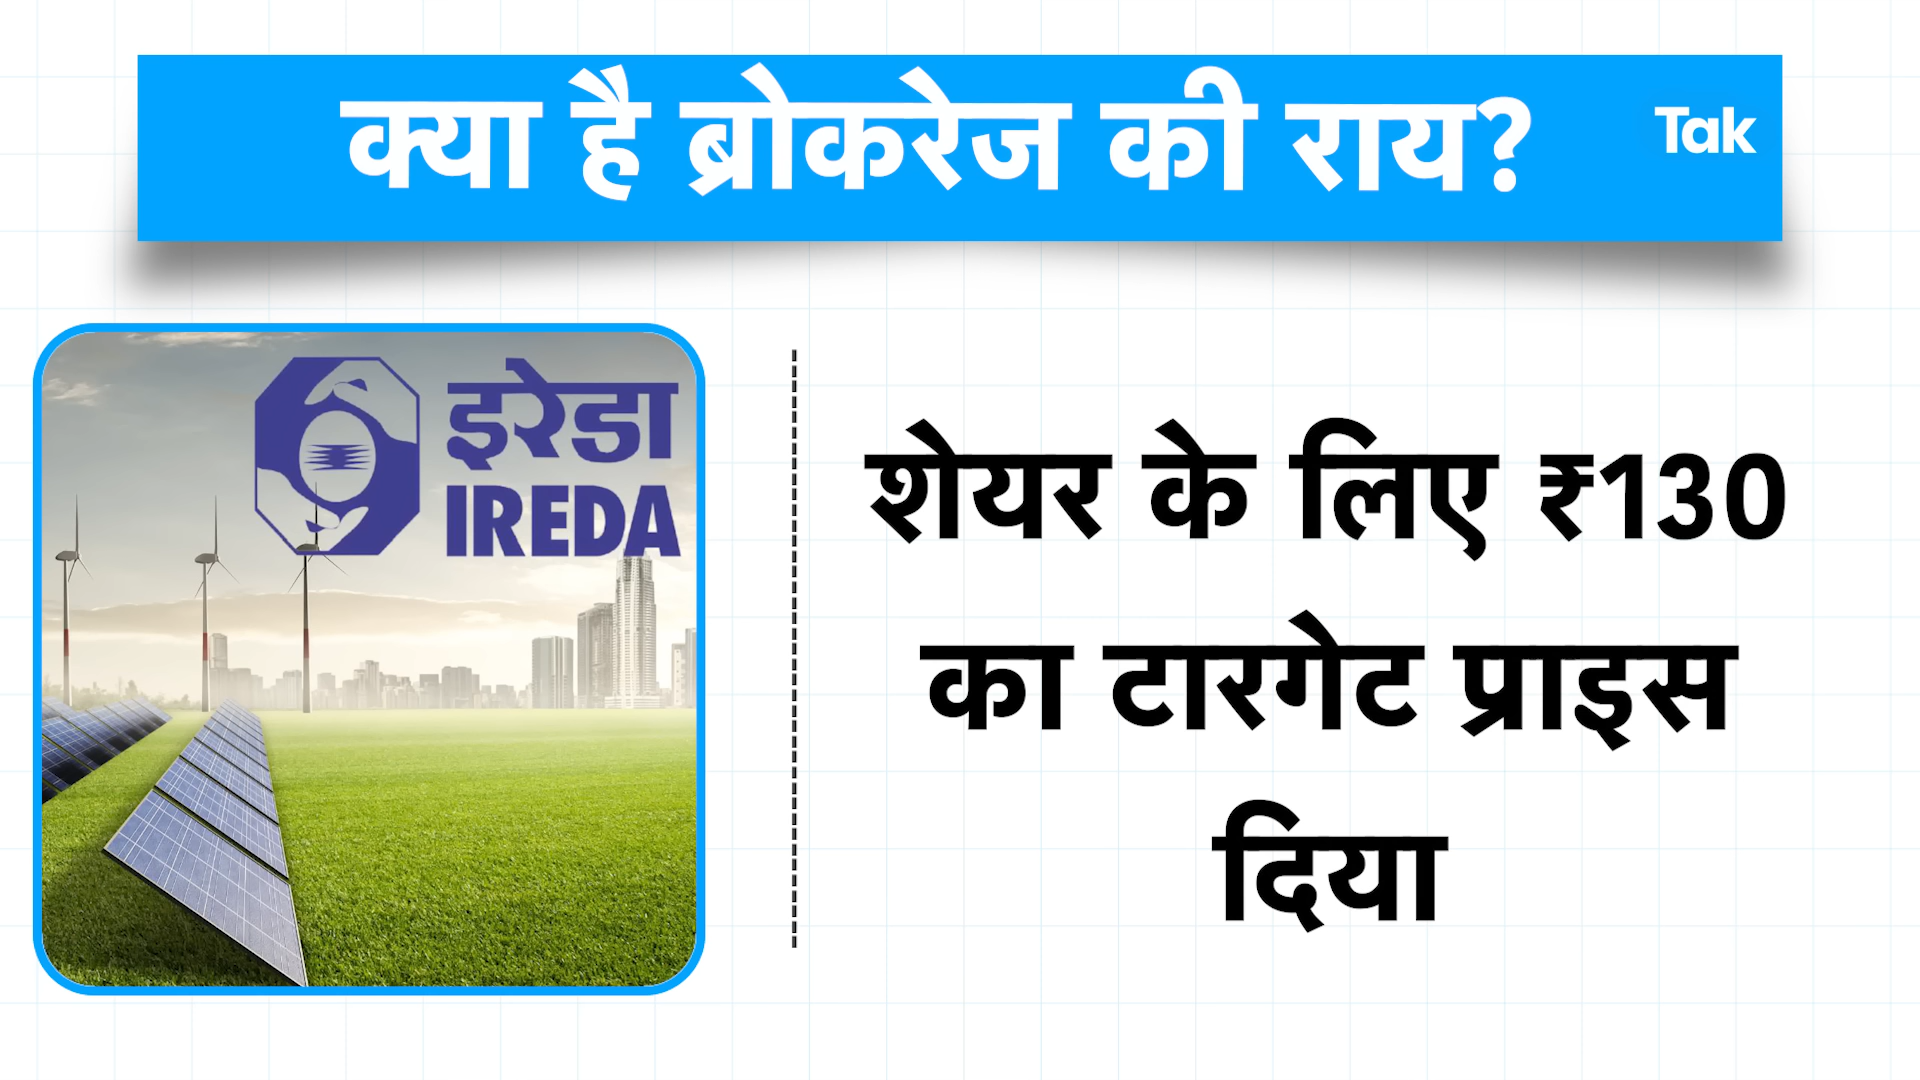 क्या है ब्रोकरेज की राय?
Tak
इरेडा
IREDA
शेयर के लिए ₹130
का टारगेट प्राइस
दिया